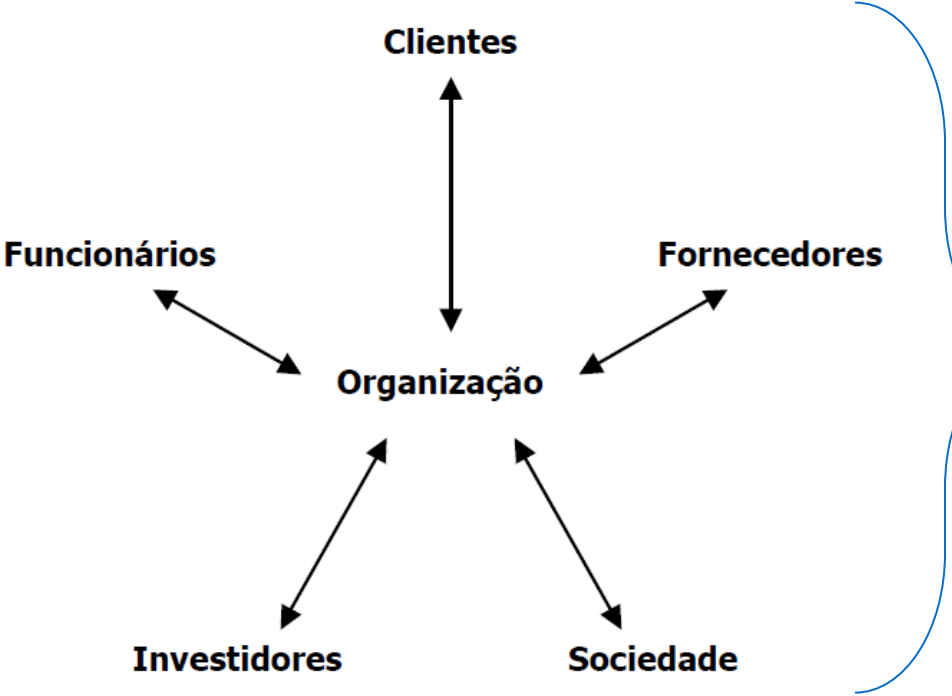 Clientes
Funcionários
Fornecedores
Organização
Investidores
Sociedade